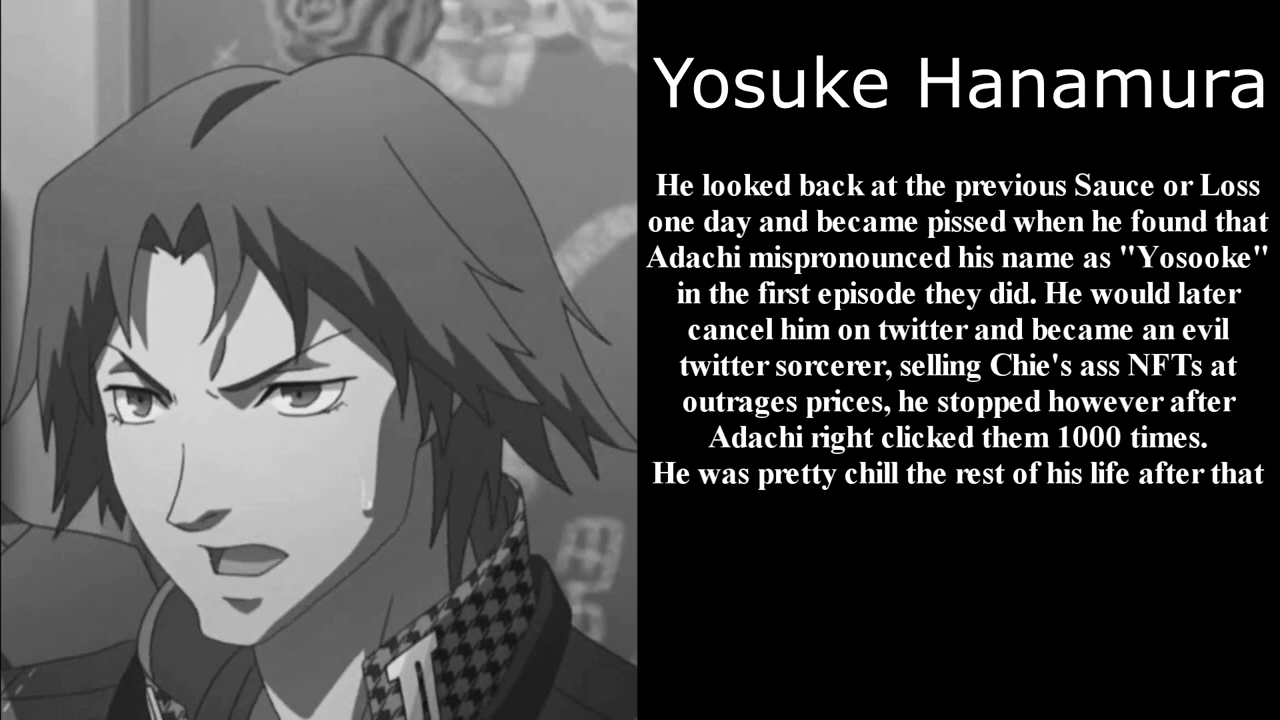 Yosuke Hanamura
He looked back at the previous Sauce or Loss
one day and became pissed when he found that
Adachi mispronounced his name as "Yosooke"
in the first episode they did. He would later
cancel him on twitter and became an evil
twitter sorcerer, selling Chie's ass NFTs at
outrages prices, he stopped however after
Adachi right clicked them 1000 times.
He was pretty chill the rest of his life after that